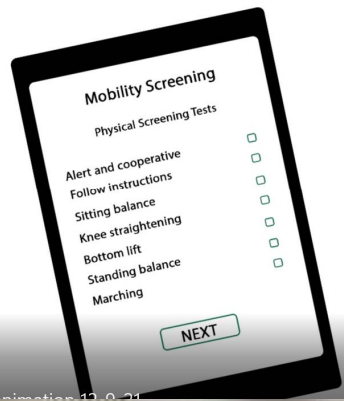 Mobility Screening
Physical Screening Tests
Alert and cooperative
Follow instructions
Sitting balance
Knee straightening
Bottom lift
Standing balance
Marching
NEXT